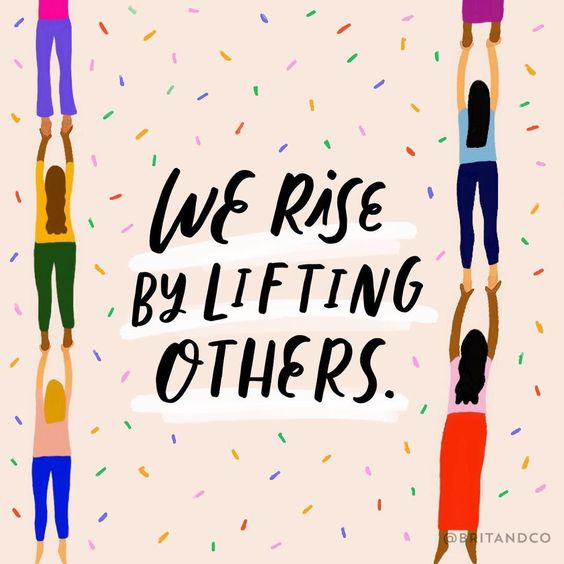 WE RISE
BY LIFTING
OTHERS.
@BRITANDCO